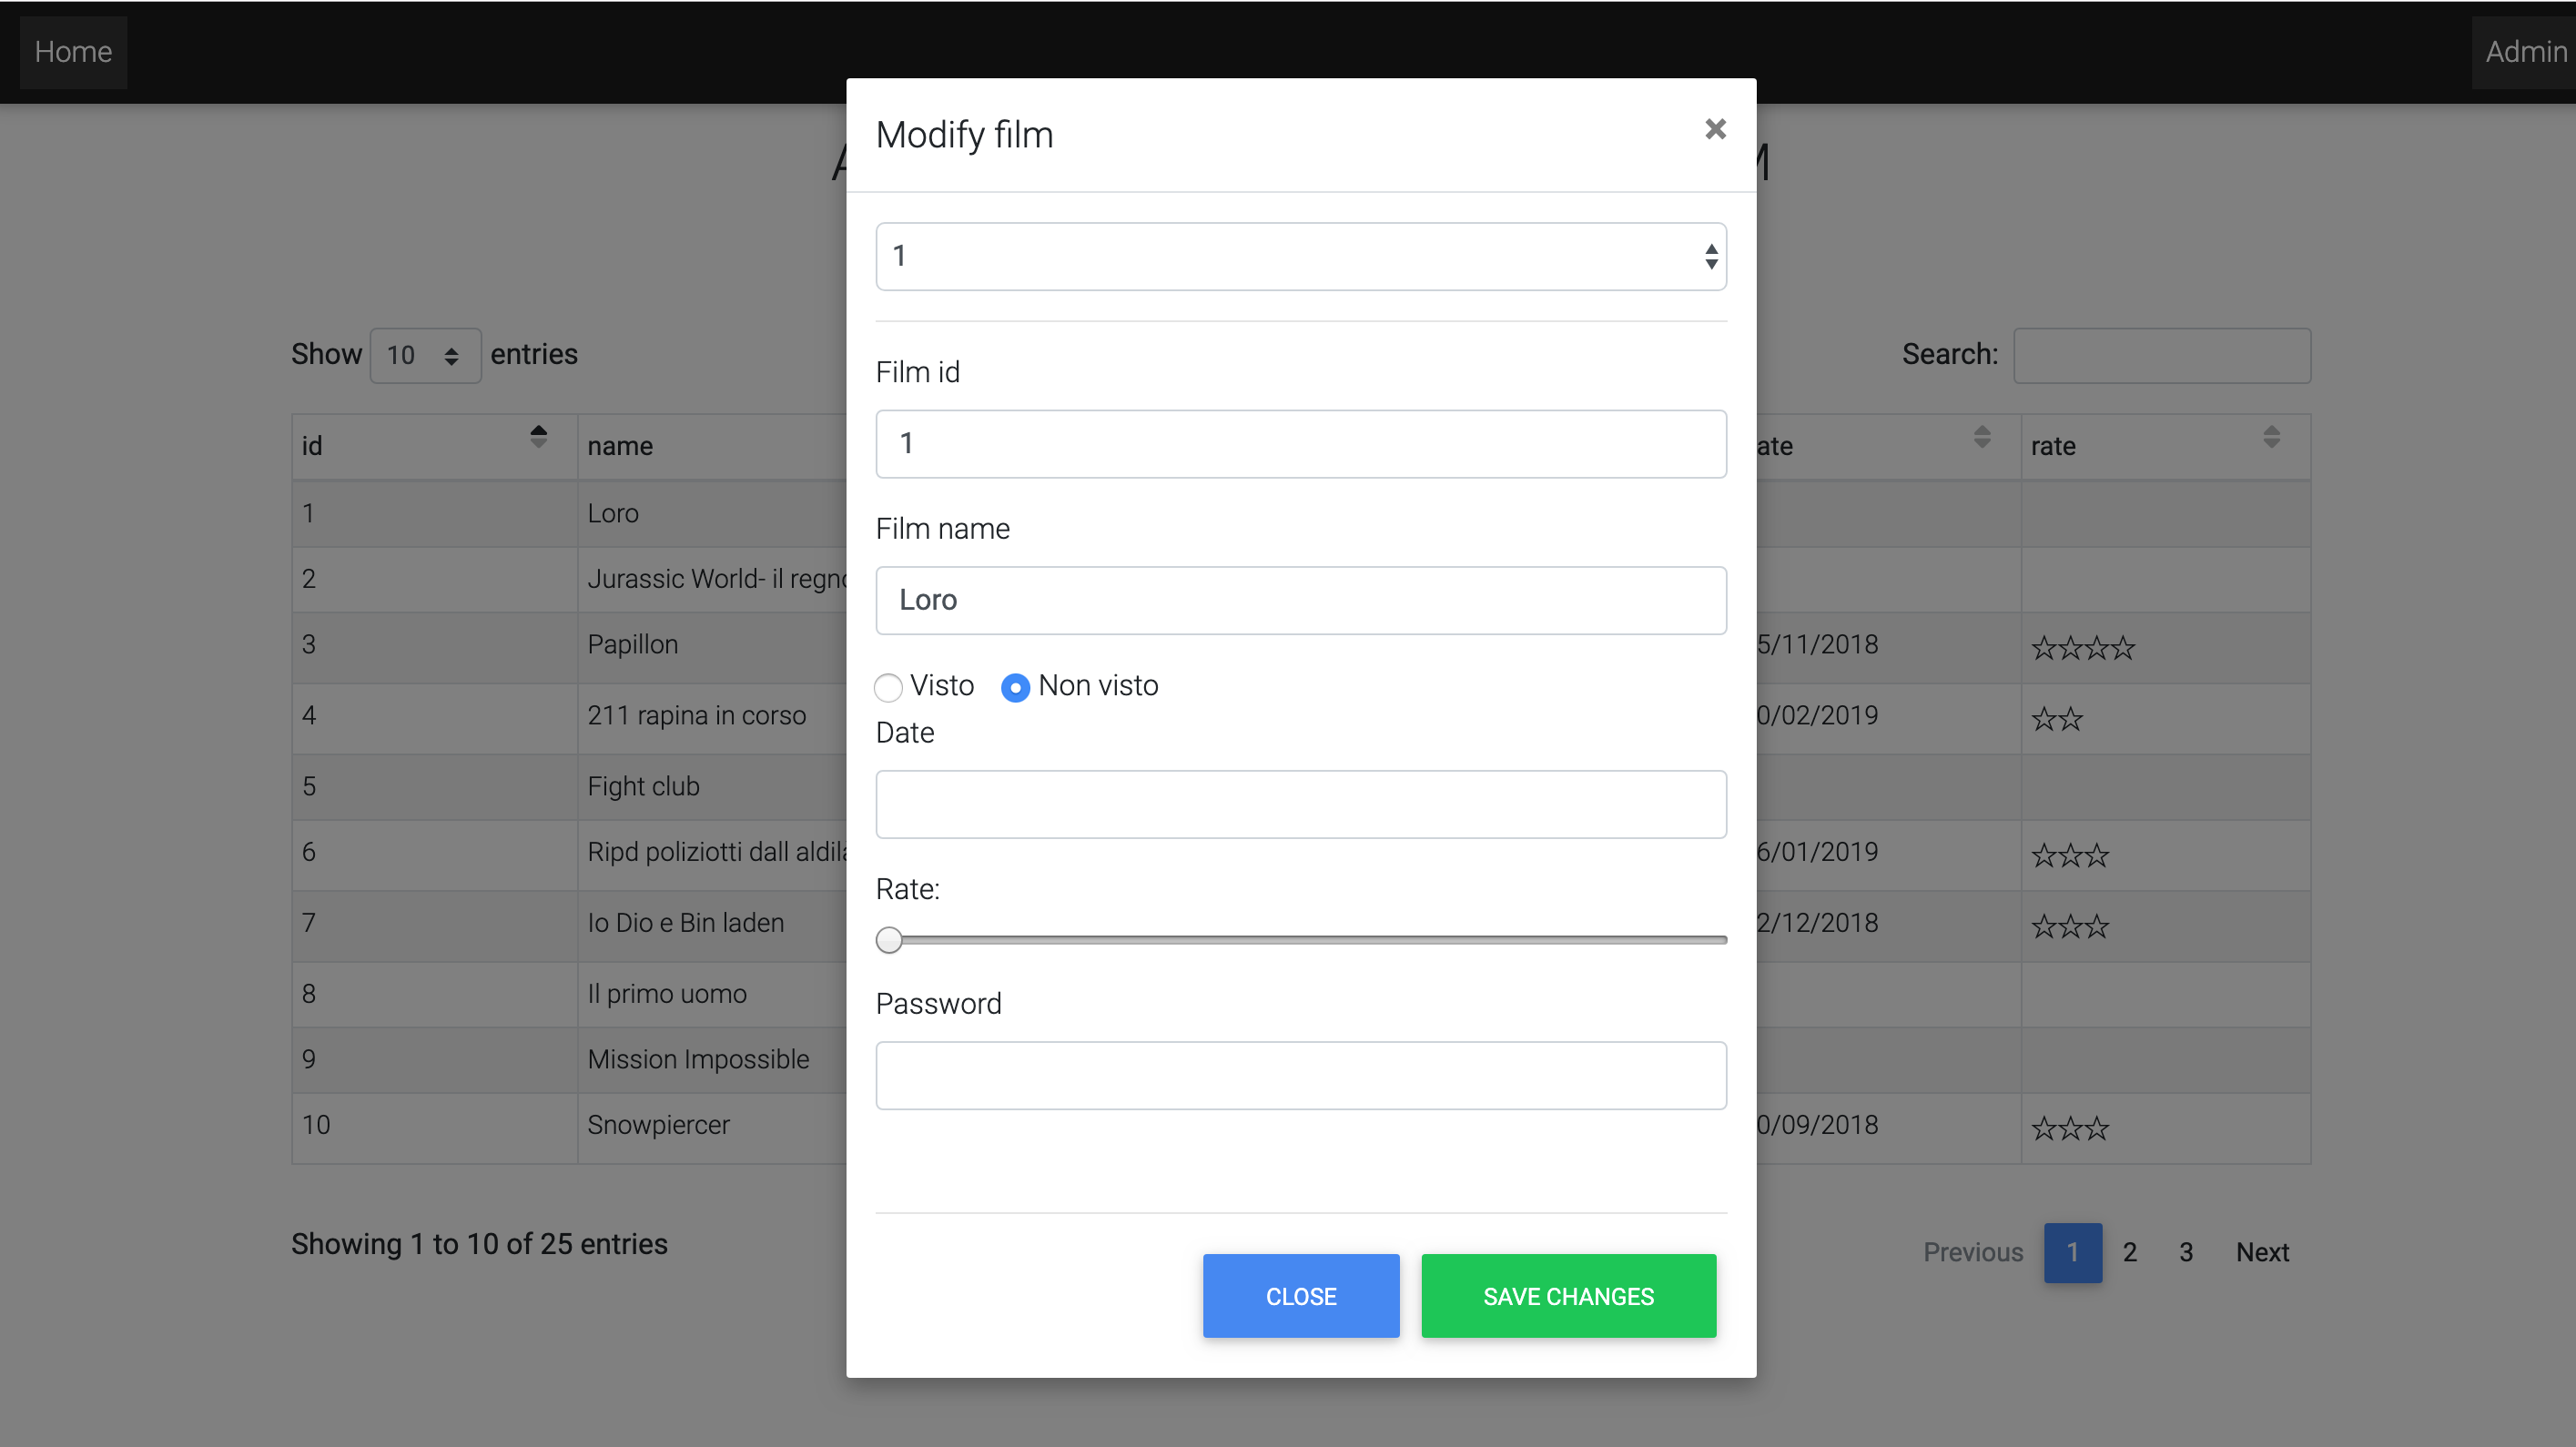 Home
Admin
Modify film
×
1
Show 10 entries
Search:
Film id
id
name
ate
rate
1
1
Loro
Film name
2
Jurassic World- il regno
Loro
3
Papillon
5/11/2018
☆☆☆☆
Visto
Non visto
4
211 rapina in corso
0/02/2019
☆☆
Date
5
Fight club
6
Ripd poliziotti dall aldila
6/01/2019
☆☆☆
Rate:
7
Io Dio e Bin laden
2/12/2018
☆☆☆
8
Il primo uomo
Password
9
Mission Impossible
10
Snowpiercer
0/09/2018
☆☆☆
Showing 1 to 10 of 25 entries
Previous 1 2 3 Next
CLOSE
SAVE CHANGES